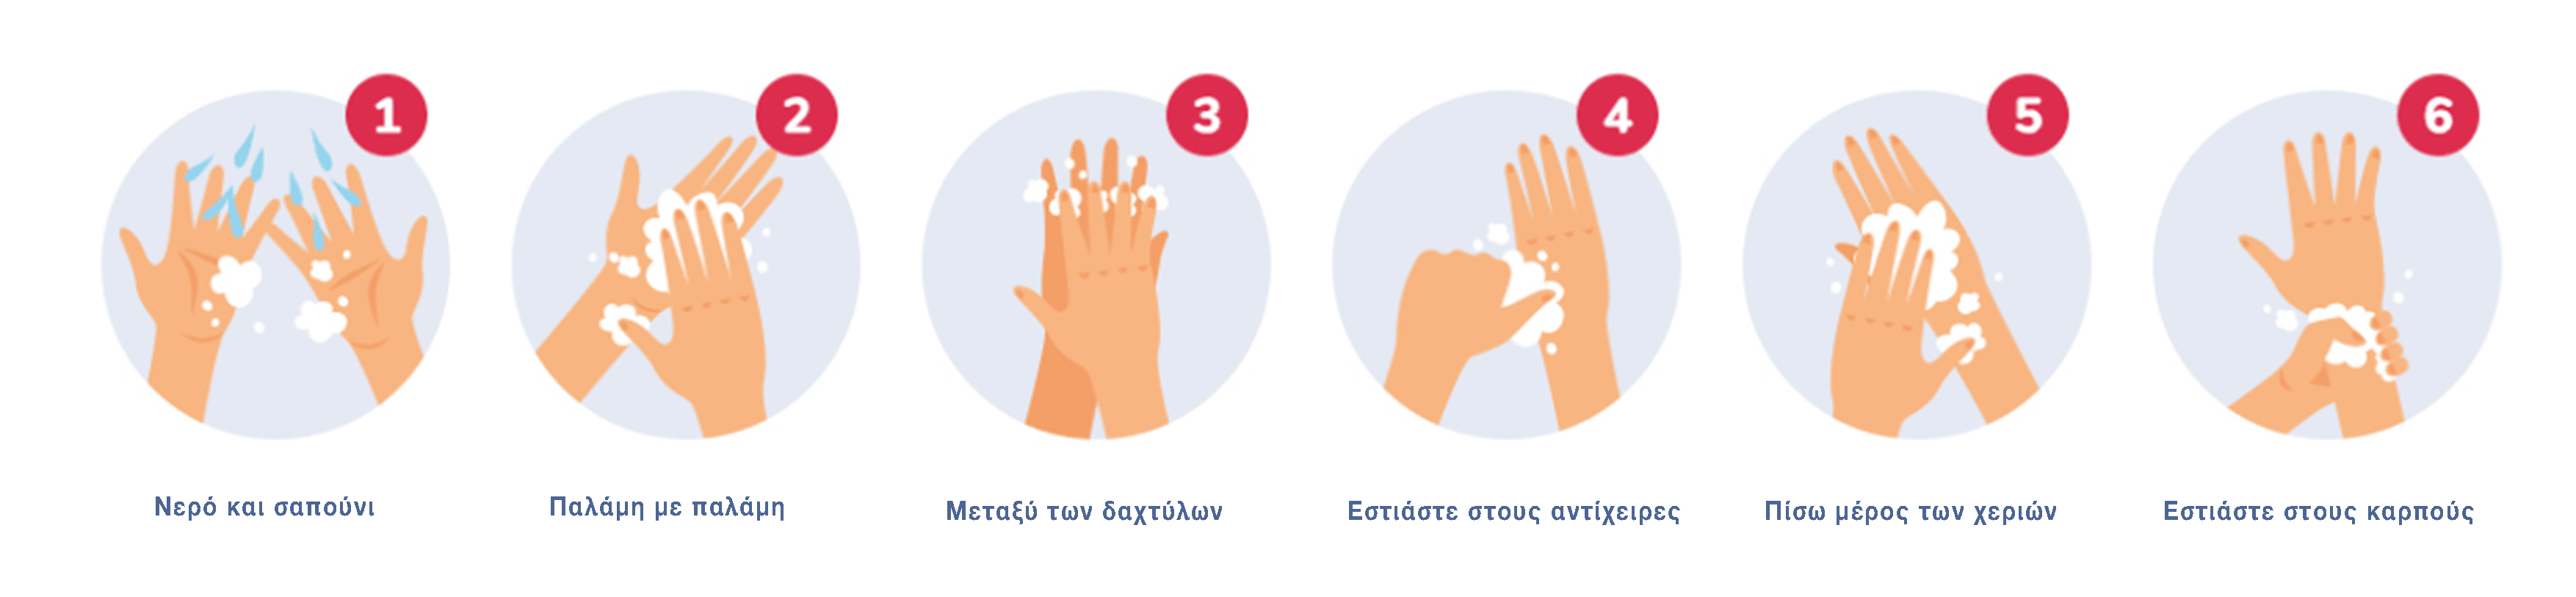 1
2
3
4
5
6
Νερό και σαπούνι
Παλάμη με παλάμη
Μεταξύ των δαχτύλων
Εστιάστε στους αντίχειρες
Πίσω μέρος των χεριών
Εστιάστε στους καρπούς